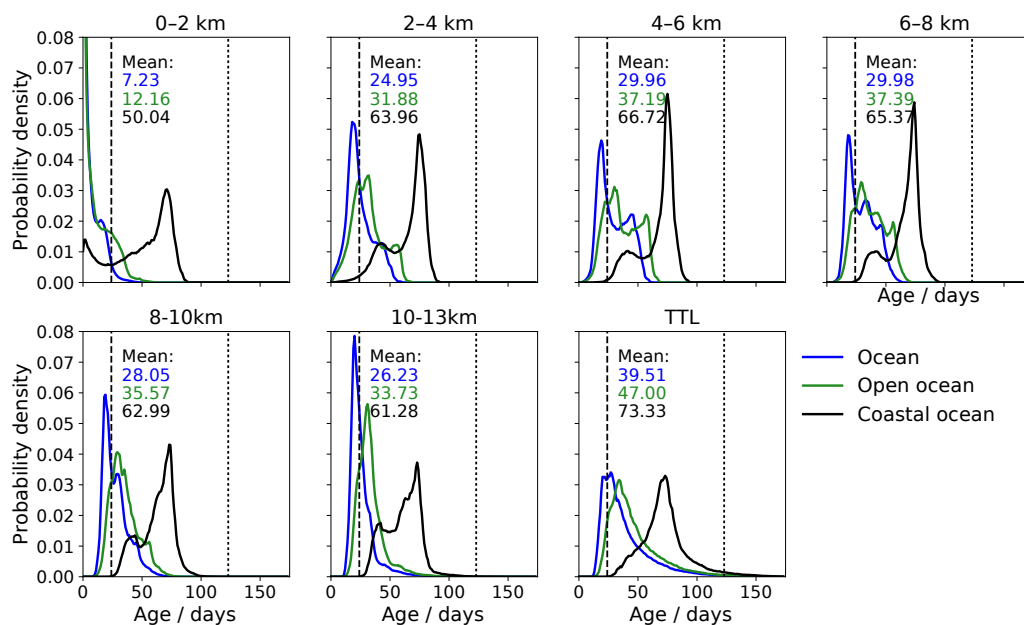 0–2 km
2–4 km
4–6 km
6–8 km
Probability density
0.08
0.07
0.06
0.05
0.04
0.03
0.02
0.01
0.00
Mean:
7.23
12.16
50.04
Mean:
24.95
31.88
63.96
Mean:
29.96
37.19
66.72
Mean:
29.98
37.39
65.37
Age / days
8-10km
10-13km
TTL
Probability density
0.08
0.07
0.06
0.05
0.04
0.03
0.02
0.01
0.00
Mean:
28.05
35.57
62.99
Mean:
26.23
33.73
61.28
Mean:
39.51
47.00
73.33
Ocean
Open ocean
Coastal ocean
0 50 100 150
0 50 100 150
0 50 100 150
Age / days
Age / days
Age / days